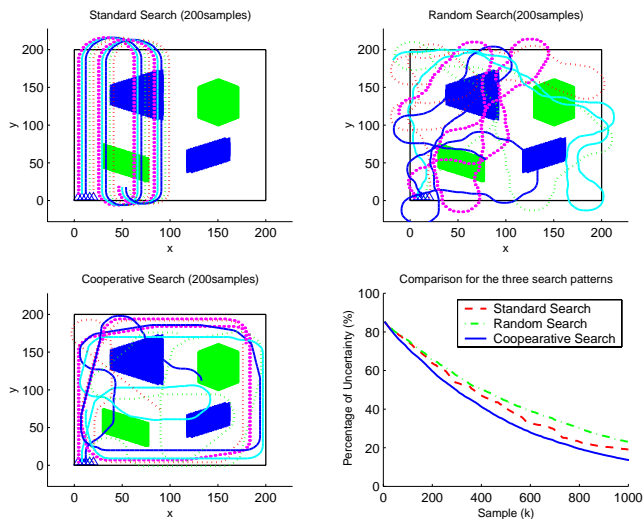 Standard Search (200samples)
200
150
100
50
0
y
0 50 100 150 200
x
Random Search(200samples)
200
150
100
50
0
y
0 50 100 150 200
x
Cooperative Search (200samples)
200
150
100
50
0
y
0 50 100 150 200
x
Comparison for the three search patterns
Standard Search
Random Search
Coopearative Search
100
80
60
40
20
0
Percentage of Uncertainty (%)
0 200 400 600 800 1000
Sample (k)